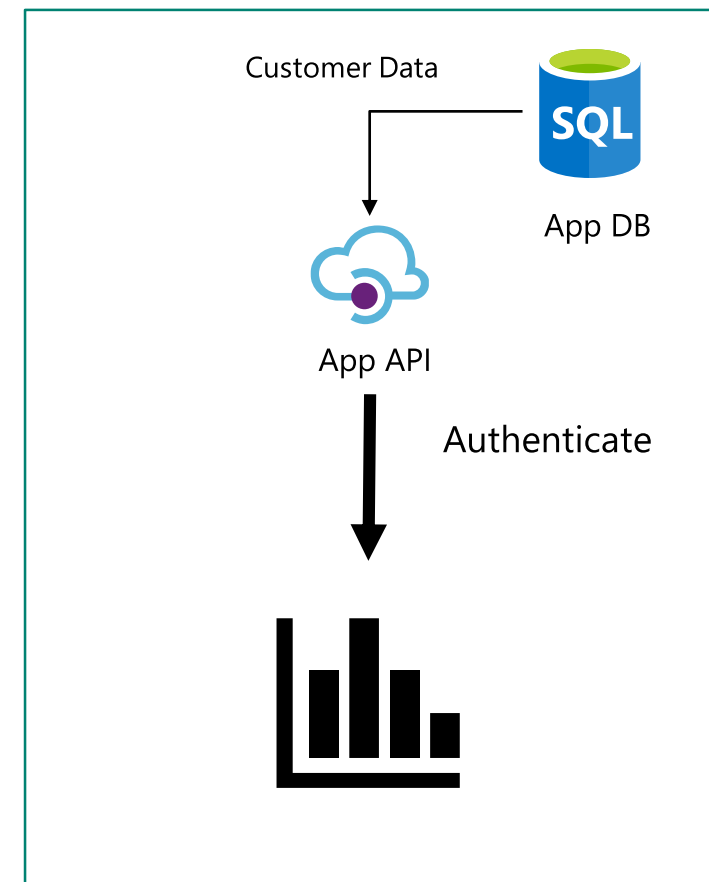 Customer Data
SQL
App DB
App API
Authenticate